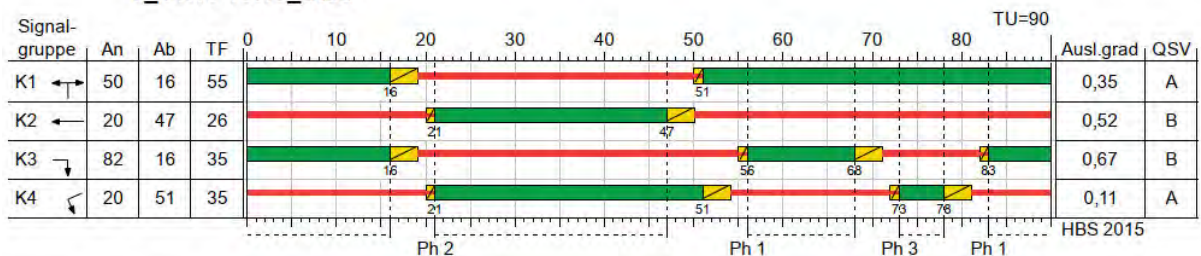 TU=90
Signal-
gruppe An Ab TF 0 10 20 30 40 50 60 70 80 Ausl.grad QSV
K1 50 16 55 16 51 0,35 A
K2 20 47 26 21 47 0,52 B
K3 82 16 35 16 56 68 83 0,67 B
K4 20 51 35 21 51 73 76 0,11 A
HBS 2015
Ph 2 Ph 1 Ph 3 Ph 1